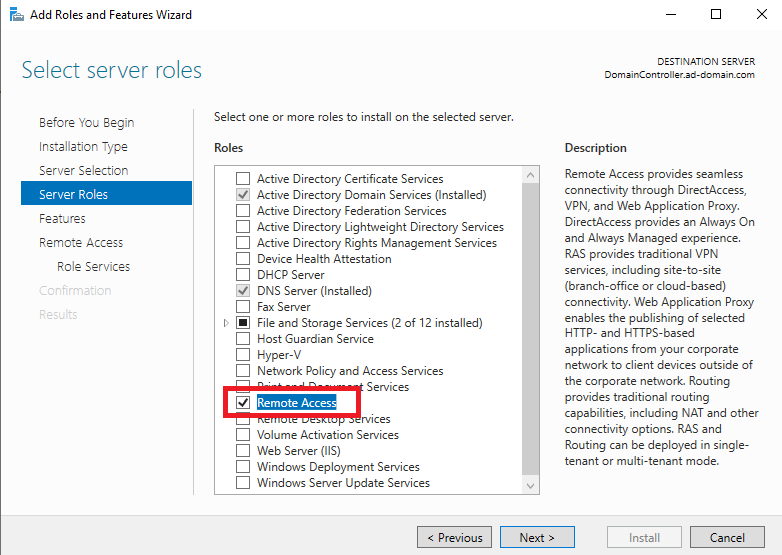 Add Roles and Features Wizard
Select server roles
DESTINATION SERVER
DomainController.ad-domain.com
Before You Begin
Installation Type
Server Selection
Server Roles
Features
Remote Access
Role Services
Confirmation
Results
Select one or more roles to install on the selected server.
Roles
Active Directory Certificate Services
Active Directory Domain Services (Installed)
Active Directory Federation Services
Active Directory Lightweight Directory Services
Active Directory Rights Management Services
Device Health Attestation
DHCP Server
DNS Server (Installed)
Fax Server
File and Storage Services (2 of 12 installed)
Host Guardian Service
Hyper-V
Network Policy and Access Services
Print and Document Services
Remote Access
Remote Desktop Services
Volume Activation Services
Web Server (IIS)
Windows Deployment Services
Windows Server Update Services
Description
Remote Access provides seamless
connectivity through DirectAccess,
VPN, and Web Application Proxy.
DirectAccess provides an Always On
and Always Managed experience.
RAS provides traditional VPN
services, including site-to-site
(branch-office or cloud-based)
connectivity. Web Application Proxy
enables the publishing of selected
HTTP- and HTTPS-based
applications from your corporate
network to client devices outside of
the corporate network. Routing
provides traditional routing
capabilities, including NAT and other
connectivity options. RAS and
Routing can be deployed in single-
tenant or multi-tenant mode.
< Previous
Next >
Install
Cancel